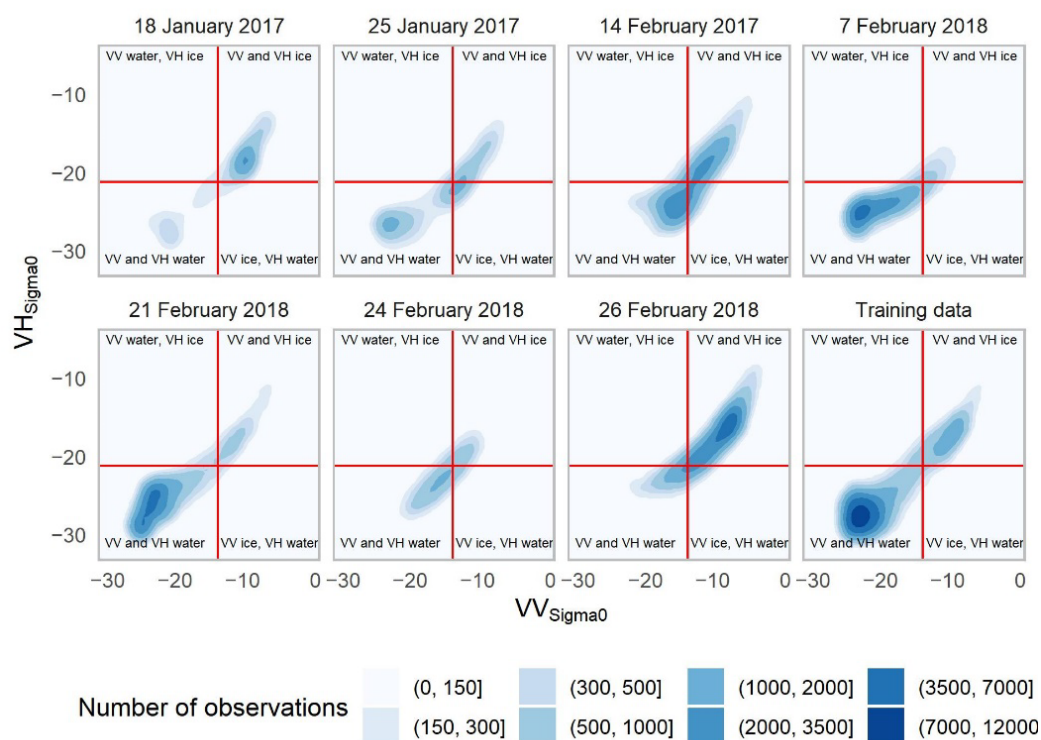 18 January 2017 25 January 2017 14 February 2017 7 February 2018
VV water, VH ice VV and VH ice VV water, VH ice VV and VH ice VV water, VH ice VV and VH ice VV water, VH ice VV and VH ice
−10
−20
−30
VV and VH water VV ice, VH water VV and VH water VV ice, VH water VV and VH water VV ice, VH water VV and VH water VV ice, VH water
VH Sigma0
21 February 2018 24 February 2018 26 February 2018 Training data
VV water, VH ice VV and VH ice VV water, VH ice VV and VH ice VV water, VH ice VV and VH ice VV water, VH ice VV and VH ice
−10
−20
−30
VV and VH water VV ice, VH water VV and VH water VV ice, VH water VV and VH water VV ice, VH water VV and VH water VV ice, VH water
−30 −20 −10 0 −30 −20 −10 0 −30 −20 −10 0 −30 −20 −10 0
VV Sigma0
Number of observations
(0, 150] (300, 500] (1000, 2000] (3500, 7000]
(150, 300] (500, 1000] (2000, 3500] (7000, 12000